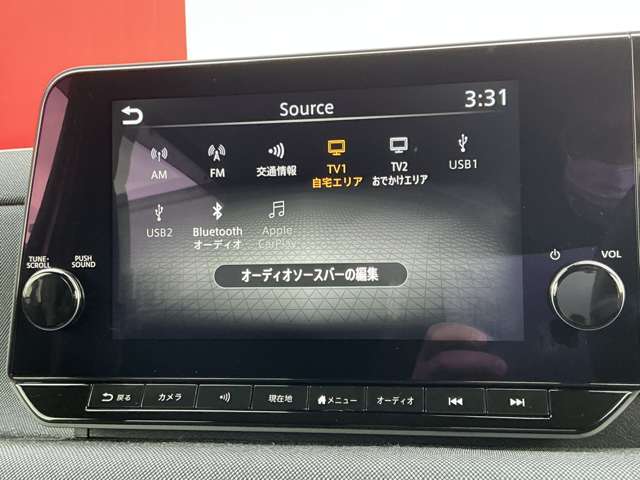 Source
3:31
AM
FM
交通情報
TV1
自宅エリア
TV2
おでかけエリア
USB1
USB2
Bluetooth
オーディオ
Apple
CarPlay
オーディオソースバーの編集
TUNE・
SCROLL
PUSH
SOUND
VOL
戻る
カメラ
現在地
メニュー
オーディオ